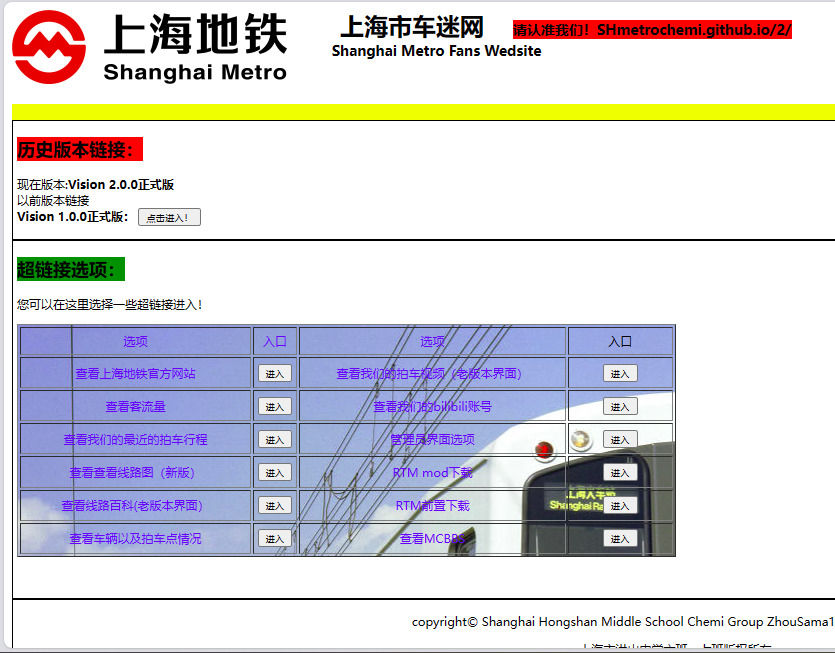 上海地铁
Shanghai Metro
上海市车迷网
Shanghai Metro Fans Wedsite
请认准我们！SHmetrochemi.github.io/2/
历史版本链接：
现在版本:Vision 2.0.0正式版
以前版本链接
Vision 1.0.0正式版： 点击进入！
超链接选项：
您可以在这里选择一些超链接进入！
选项 入口 选项 入口
查看上海地铁官方网站 进入 查看我们的拍车视频（老版本界面） 进入
查看客流量 进入 查看我们的bilibili账号 进入
查看我们的最近的拍车行程 进入 管理员界面选项 进入
查看查看线路图（新版） 进入 RTM mod下载 进入
查看线路百科(老版本界面) 进入 RTM前置下载 进入
查看车辆以及拍车点情况 进入 查看MCBBS 进入
copyright© Shanghai Hongshan Middle School Chemi Group ZhouSama1